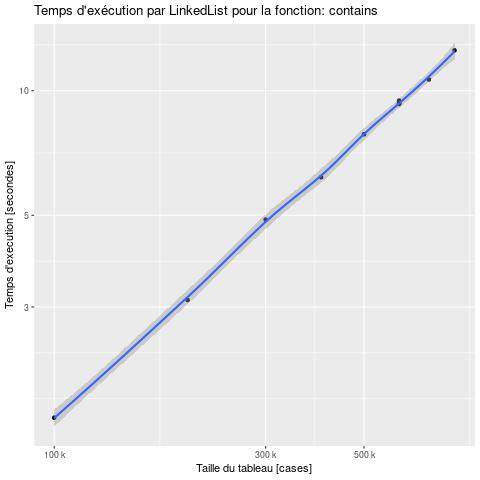 Temps d'exécution par LinkedList pour la fonction: contains
Temps d'execution [secondes]
10
5
3
100 k
300 k
500 k
Taille du tableau [cases]